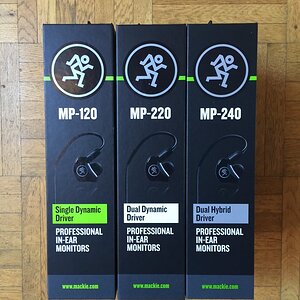 MP-120
Single Dynamic
Driver
PROFESSIONAL
IN-EAR
MONITORS
www.mackie.com
MP-220
Dual Dynamic
Driver
PROFESSIONAL
IN-EAR
MONITORS
www.mackie.com
MP-240
Dual Hybrid
Driver
PROFESSIONAL
IN-EAR
MONITORS
www.mackie.com